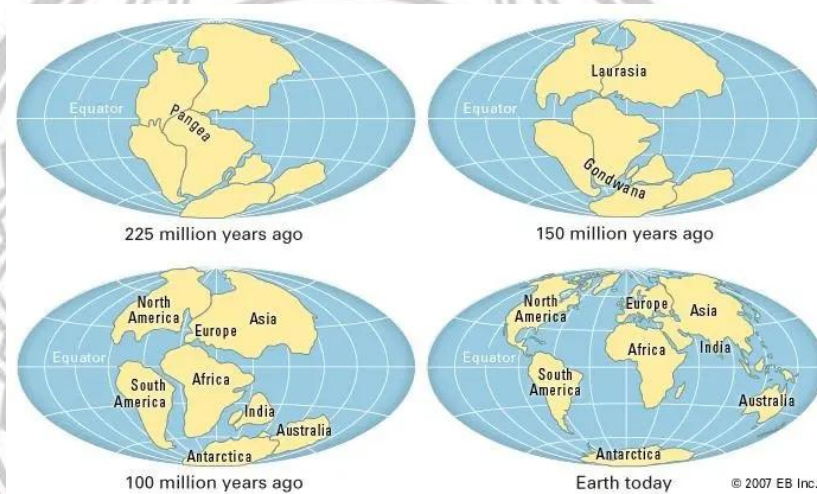 Equator
Pangea
225 million years ago
Equator
Laurasia
Gondwana
150 million years ago
North
America
Europe
Asia
Equator
South
America
Africa
India
Australia
Antarctica
100 million years ago
North
America
Europe
Asia
Equator
Africa
India
South
America
Australia
Antarctica
Earth today
© 2007 EB Inc.